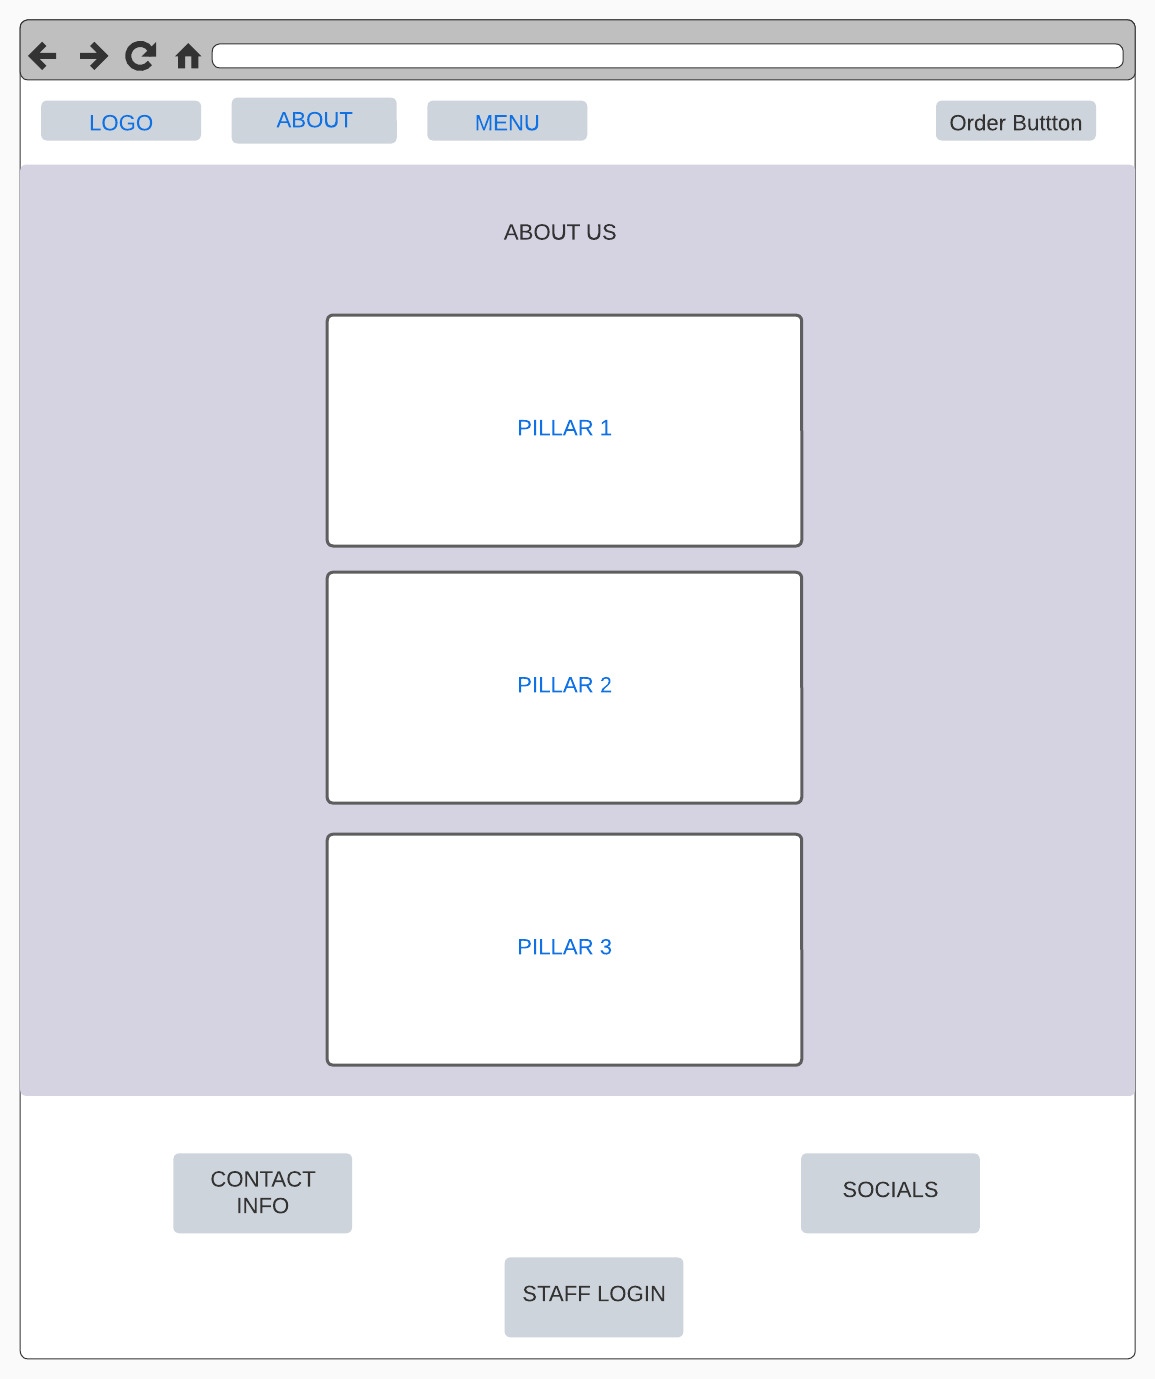 LOGO
ABOUT
MENU
Order Buttton
ABOUT US
PILLAR 1
PILLAR 2
PILLAR 3
CONTACT
INFO
SOCIALS
STAFF LOGIN